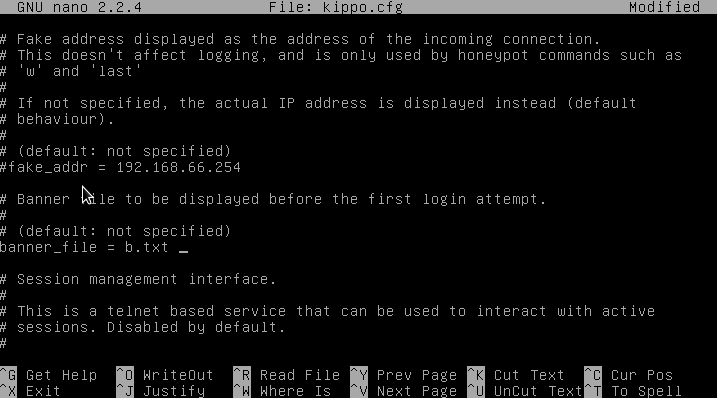 GNU nano 2.2.4 File: kippo.cfg Modified
# Fake address displayed as the address of the incoming connection.
# This doesn't affect logging, and is only used by honeypot commands such as
# 'w' and 'last'
#
# If not specified, the actual IP address is displayed instead (default
# behaviour).
#
# (default: not specified)
#fake_addr = 192.168.66.254
# Banner file to be displayed before the first login attempt.
#
# (default: not specified)
banner_file = b.txt _
# Session management interface.
#
# This is a telnet based service that can be used to interact with active
# sessions. Disabled by default.
#
^G Get Help ^O WriteOut ^R Read File ^Y Prev Page ^K Cut Text ^C Cur Pos
^X Exit ^J Justify ^W Where Is ^V Next Page ^U UnCut Text ^T To Spell